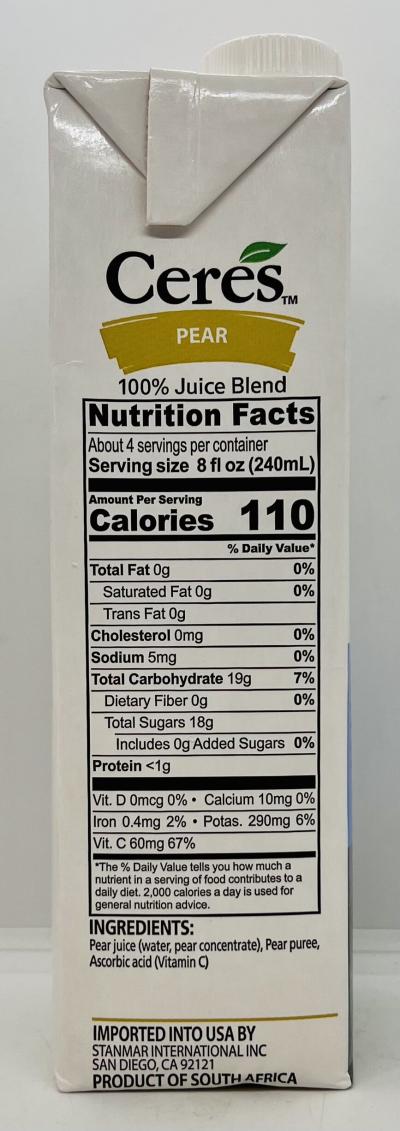 Ceres™
PEAR
100% Juice Blend
Nutrition Facts
About 4 servings per container
Serving size 8 fl oz (240mL)
Amount Per Serving
Calories 110
% Daily Value*
Total Fat 0g 0%
Saturated Fat 0g 0%
Trans Fat 0g
Cholesterol 0mg 0%
Sodium 5mg 0%
Total Carbohydrate 19g 7%
Dietary Fiber 0g 0%
Total Sugars 18g
Includes 0g Added Sugars 0%
Protein <1g
Vit. D 0mcg 0% • Calcium 10mg 0%
Iron 0.4mg 2% • Potas. 290mg 6%
Vit. C 60mg 67%
*The % Daily Value tells you how much a
nutrient in a serving of food contributes to a
daily diet. 2,000 calories a day is used for
general nutrition advice.
INGREDIENTS:
Pear juice (water, pear concentrate), Pear puree,
Ascorbic acid (Vitamin C)
IMPORTED INTO USA BY
STANMAR INTERNATIONAL INC
SAN DIEGO, CA 92121
PRODUCT OF SOUTH AFRICA